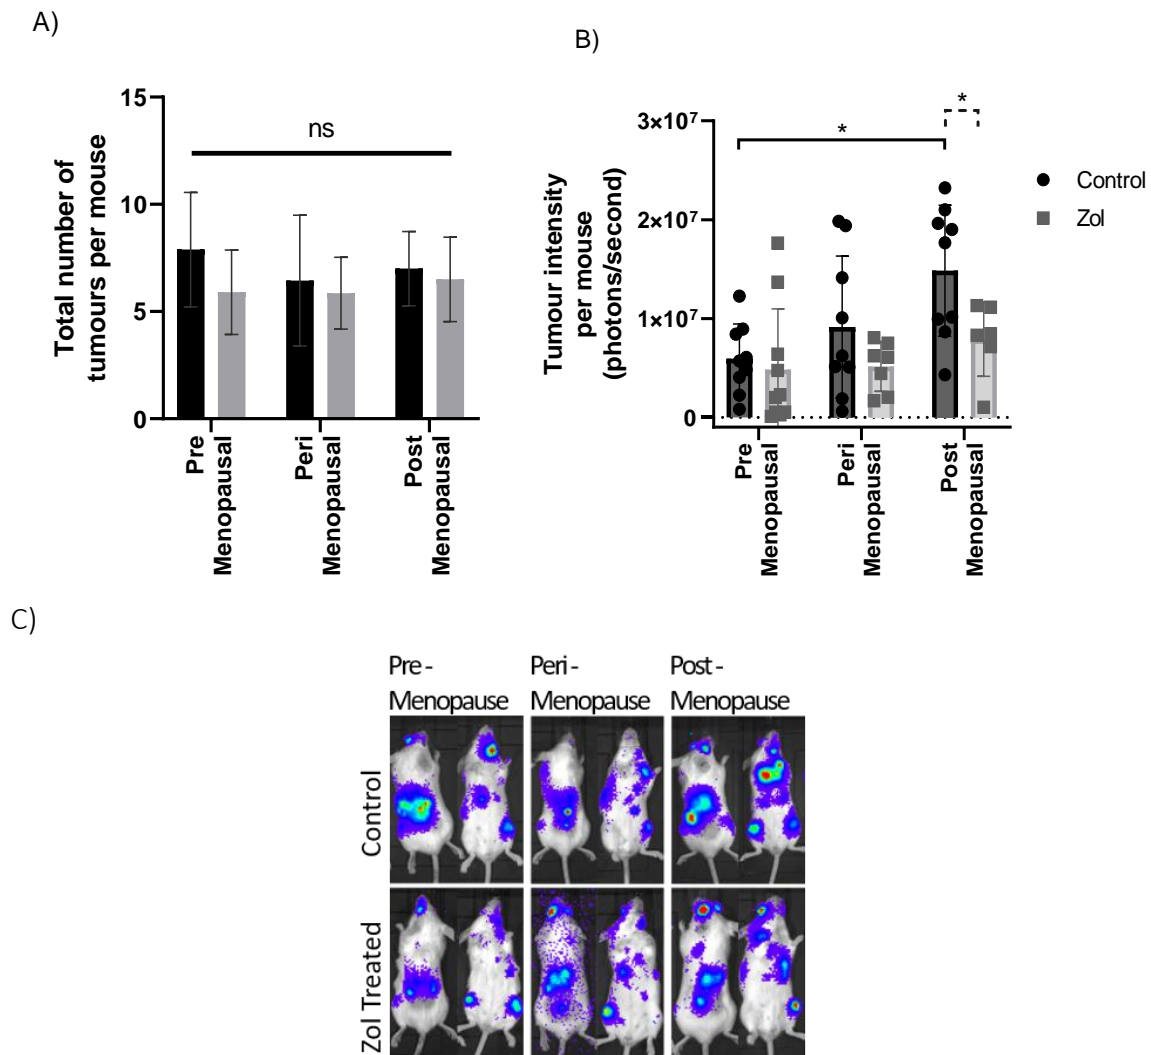 A)
B)
15
10
5
0
Total number of
tumours per mouse
ns
Pre
Menopausal
Peri
Menopausal
Post
Menopausal
3×10⁷
2×10⁷
1×10⁷
0
Tumour intensity
per mouse
(photons/second)
*
*
Pre
Menopausal
Peri
Menopausal
Post
Menopausal
Control
Zol
C)
Pre -
Menopause
Peri -
Menopause
Post -
Menopause
Control
Zol Treated